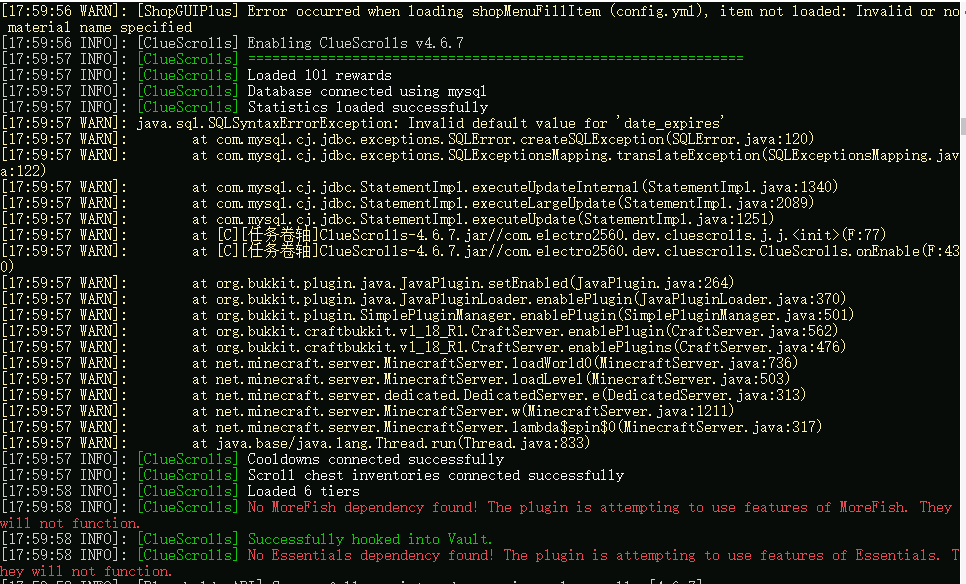 [17:59:56 WARN]: [ShopGUIPlus] Error occurred when loading shopMenuFillItem (config.yml), item not loaded: Invalid or no
 material name specified
[17:59:56 INFO]: [ClueScrolls] Enabling ClueScrolls v4.6.7
[17:59:57 INFO]: [ClueScrolls] ==============================================================
[17:59:57 INFO]: [ClueScrolls] Loaded 101 rewards
[17:59:57 INFO]: [ClueScrolls] Database connected using mysql
[17:59:57 INFO]: [ClueScrolls] Statistics loaded successfully
[17:59:57 WARN]: java.sql.SQLSyntaxErrorException: Invalid default value for 'date_expires'
[17:59:57 WARN]:        at com.mysql.cj.jdbc.exceptions.SQLError.createSQLException(SQLError.java:120)
[17:59:57 WARN]:        at com.mysql.cj.jdbc.exceptions.SQLExceptionsMapping.translateException(SQLExceptionsMapping.jav
a:122)
[17:59:57 WARN]:        at com.mysql.cj.jdbc.StatementImpl.executeUpdateInternal(StatementImpl.java:1340)
[17:59:57 WARN]:        at com.mysql.cj.jdbc.StatementImpl.executeLargeUpdate(StatementImpl.java:2089)
[17:59:57 WARN]:        at com.mysql.cj.jdbc.StatementImpl.executeUpdate(StatementImpl.java:1251)
[17:59:57 WARN]:        at [C][任务卷轴]ClueScrolls-4.6.7.jar//com.electro2560.dev.cluescrolls.j.j.<init>(F:77)
[17:59:57 WARN]:        at [C][任务卷轴]ClueScrolls-4.6.7.jar//com.electro2560.dev.cluescrolls.ClueScrolls.onEnable(F:43
0)
[17:59:57 WARN]:        at org.bukkit.plugin.java.JavaPlugin.setEnabled(JavaPlugin.java:264)
[17:59:57 WARN]:        at org.bukkit.plugin.java.JavaPluginLoader.enablePlugin(JavaPluginLoader.java:370)
[17:59:57 WARN]:        at org.bukkit.plugin.SimplePluginManager.enablePlugin(SimplePluginManager.java:501)
[17:59:57 WARN]:        at org.bukkit.craftbukkit.v1_18_R1.CraftServer.enablePlugin(CraftServer.java:562)
[17:59:57 WARN]:        at org.bukkit.craftbukkit.v1_18_R1.CraftServer.enablePlugins(CraftServer.java:476)
[17:59:57 WARN]:        at net.minecraft.server.MinecraftServer.loadWorld0(MinecraftServer.java:736)
[17:59:57 WARN]:        at net.minecraft.server.MinecraftServer.loadLevel(MinecraftServer.java:503)
[17:59:57 WARN]:        at net.minecraft.server.dedicated.DedicatedServer.e(DedicatedServer.java:313)
[17:59:57 WARN]:        at net.minecraft.server.MinecraftServer.w(MinecraftServer.java:1211)
[17:59:57 WARN]:        at net.minecraft.server.MinecraftServer.lambda$spin$0(MinecraftServer.java:317)
[17:59:57 WARN]:        at java.base/java.lang.Thread.run(Thread.java:833)
[17:59:57 INFO]: [ClueScrolls] Cooldowns connected successfully
[17:59:57 INFO]: [ClueScrolls] Scroll chest inventories connected successfully
[17:59:58 INFO]: [ClueScrolls] Loaded 6 tiers
[17:59:58 INFO]: [ClueScrolls] No MoreFish dependency found! The plugin is attempting to use features of MoreFish. They
will not function.
[17:59:58 INFO]: [ClueScrolls] Successfully hooked into Vault.
[17:59:58 INFO]: [ClueScrolls] No Essentials dependency found! The plugin is attempting to use features of Essentials. T
hey will not function.